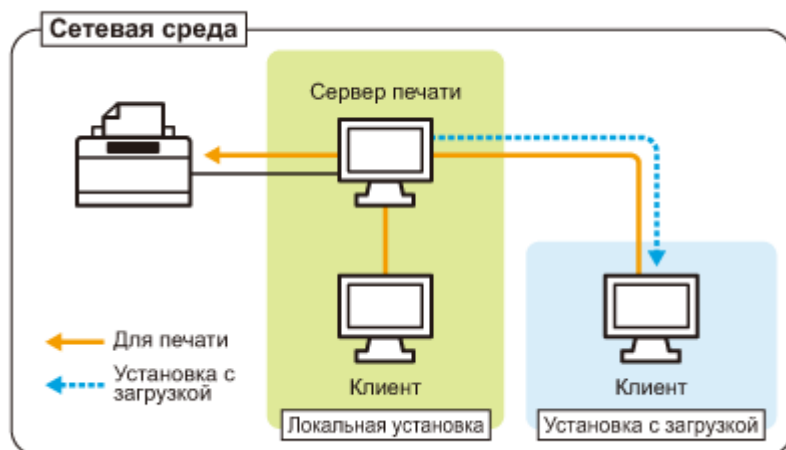 Сетевая среда
Сервер печати
Для печати
Установка с
загрузкой
Клиент
Локальная установка
Клиент
Установка с загрузкой